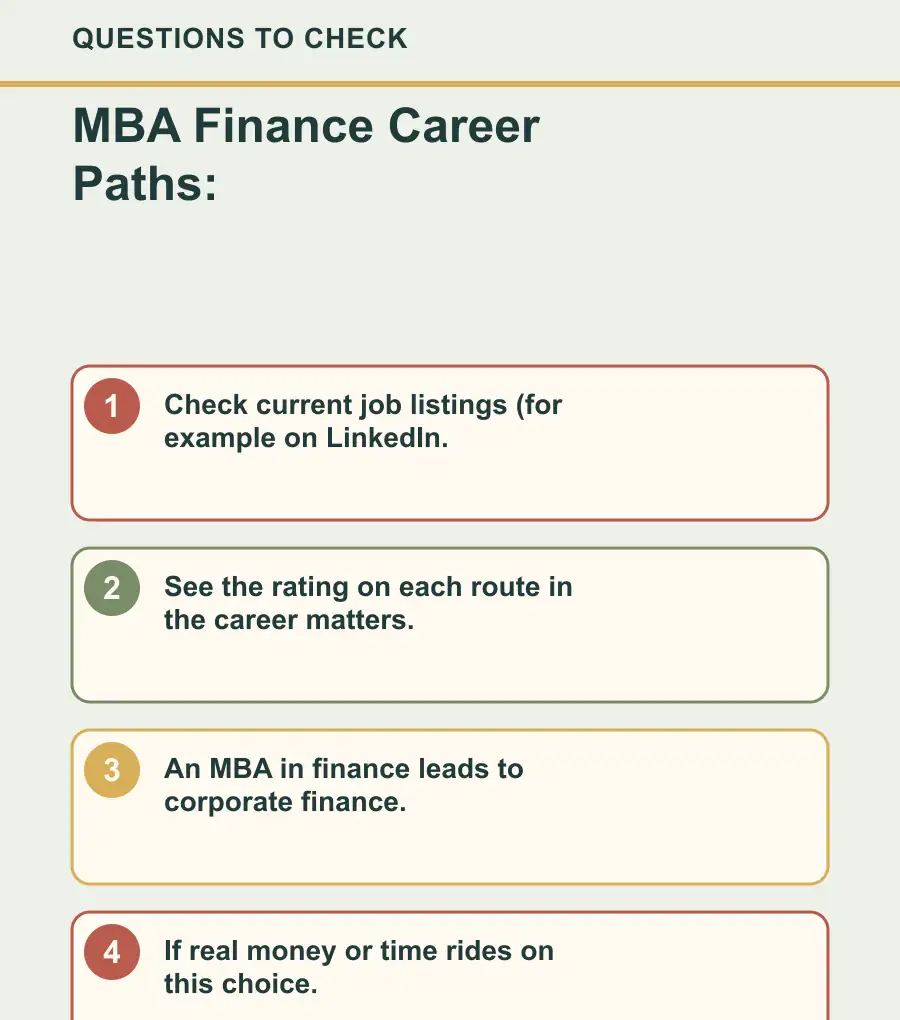 QUESTIONS TO CHECK
MBA Finance Career
Paths:
1
Check current job listings (for
example on LinkedIn.
2
See the rating on each route in
the career matters.
3
An MBA in finance leads to
corporate finance.
4
If real money or time rides on
this choice.